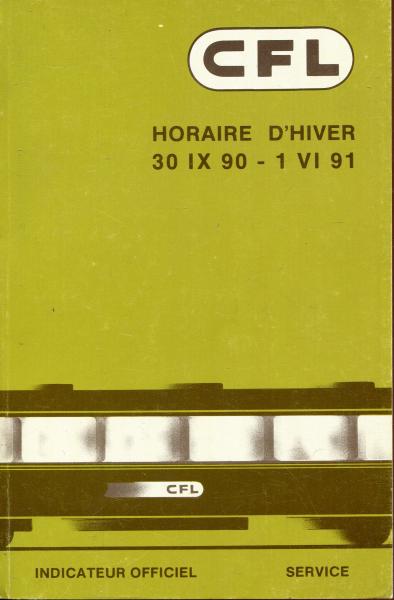 CFL
HORAIRE D'HIVER
30 IX 90 - 1 VI 91
CFL
INDICATEUR OFFICIEL SERVICE